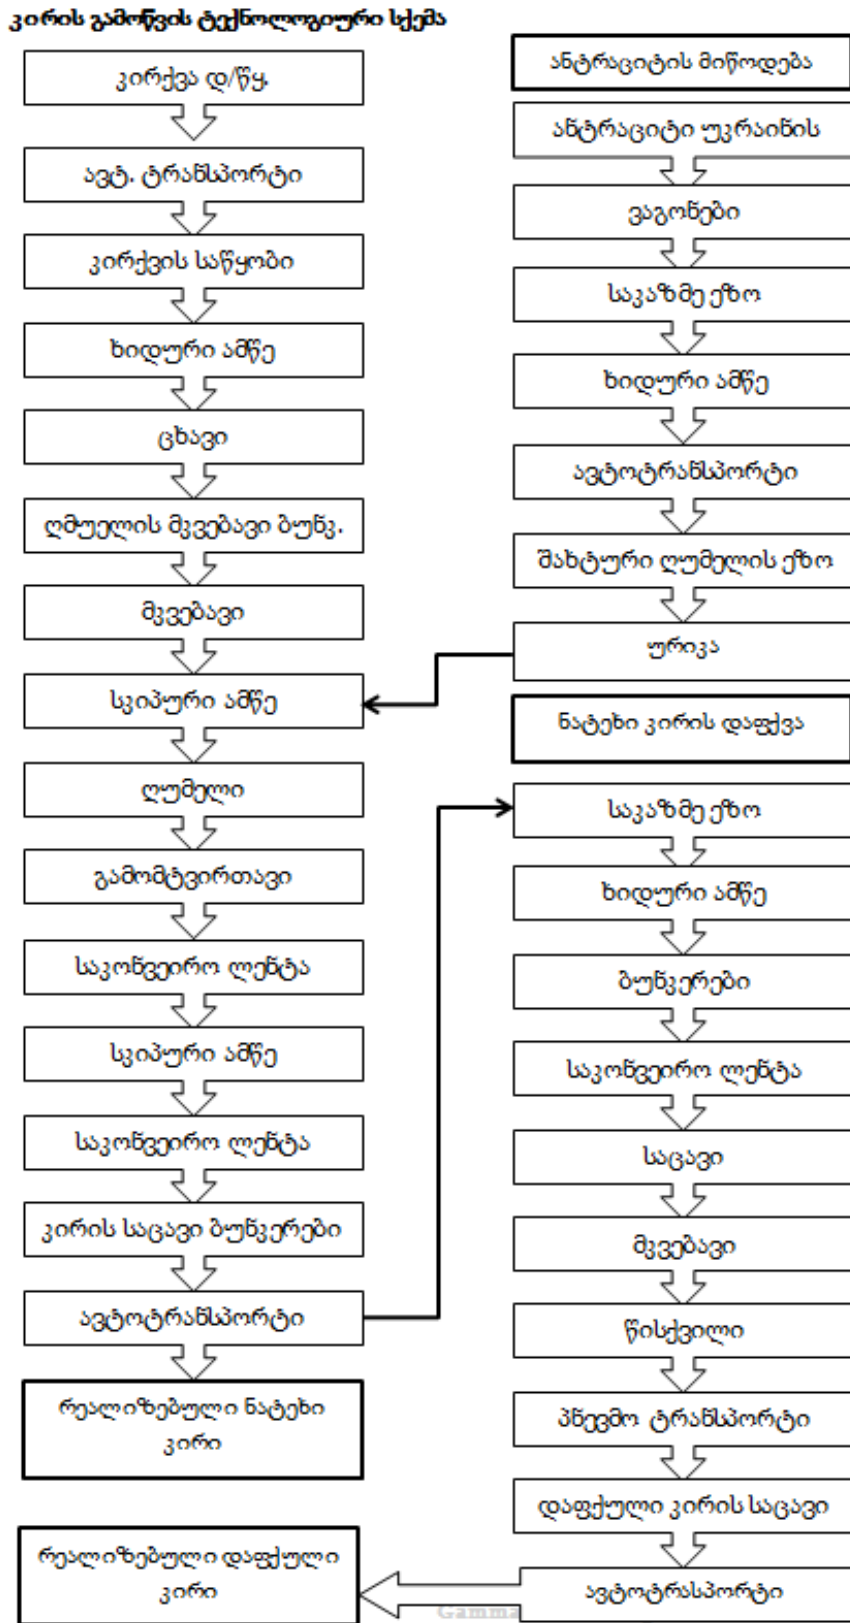 კირის გამოწვის ტექნოლოგიური სქემა
კირქვა დ/წყ.
ავტ. ტრანსპორტი
კირქვის საწყობი
ხიდური ამწე
ცხავი
ღმუელის მკვებავი ბუნკ.
მკვებავი
სკიპური ამწე
ღუმელი
გამომტვირთავი
საკონვეირო ლენტა
სკიპური ამწე
საკონვეირო ლენტა
კირის საცავი ბუნკერები
ავტოტრანსპორტი
რეალიზებული ნატეხი
კირი
ანტრაციტის მიწოდება
ანტრაციტი უკრაინის
ვაგონები
საკაზმე ეზო
ხიდური ამწე
ავტოტრანსპორტი
შახტური ღუმელის ეზო
ურიკა
ნატეხი კირის დაფქვა
საკაზმე ეზო
ხიდური ამწე
ბუნკერები
საკონვეირო ლენტა
საცავი
მკვებავი
წისქვილი
პნევმო ტრანსპორტი
დაფქული კირის საცავი
ავტოტრასპორტი
რეალიზებული დაფქული
კირი
Gamma